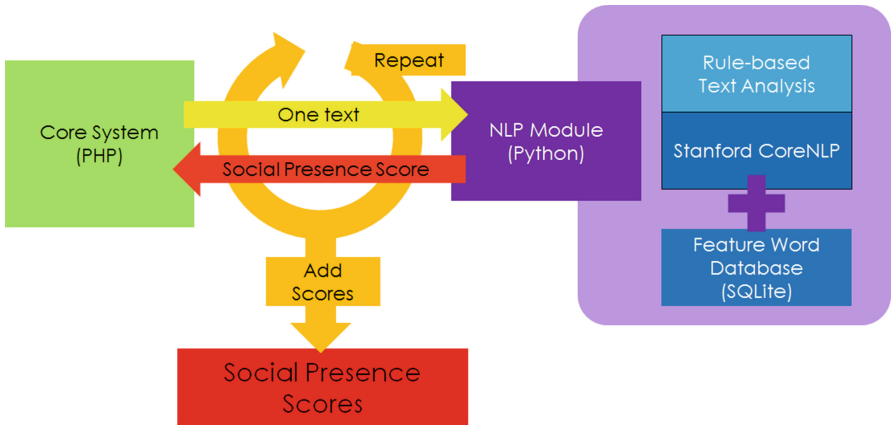 Repeat
Core System
(PHP)
One text
Social Presence Score
NLP Module
(Python)
Rule-based
Text Analysis
Stanford CoreNLP
Feature Word
Database
(SQLite)
Add
Scores
Social Presence
Scores